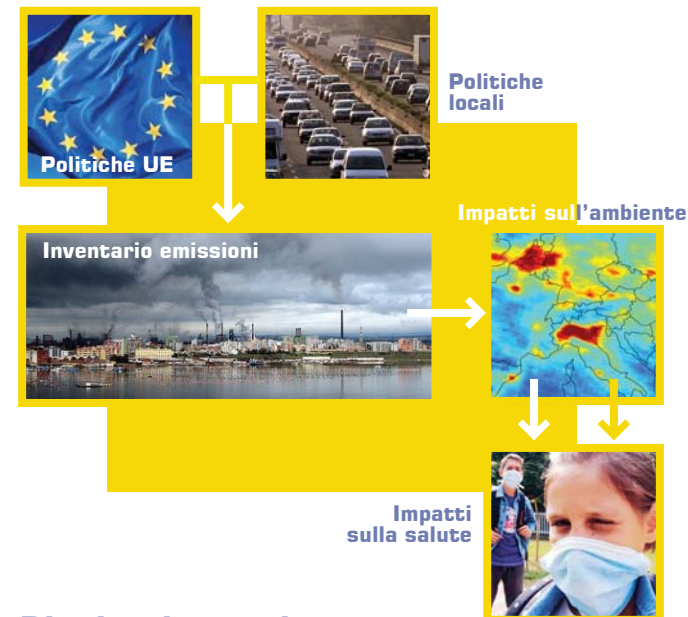 Politiche UE
Politiche
locali
Impatti sull'ambiente
Inventario emissioni
Impatti
sulla salute